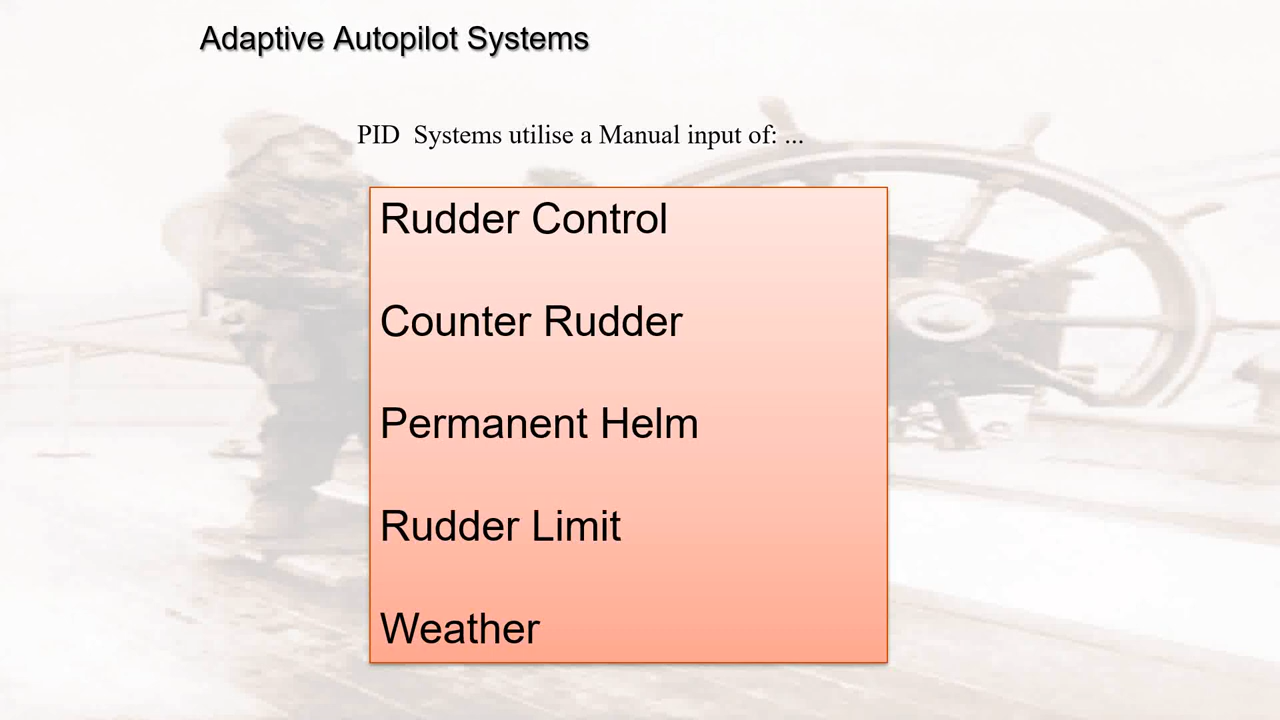 Adaptive Autopilot Systems
PID  Systems utilise a Manual input of: ...
Rudder Control
Counter Rudder
Permanent Helm
Rudder Limit
Weather